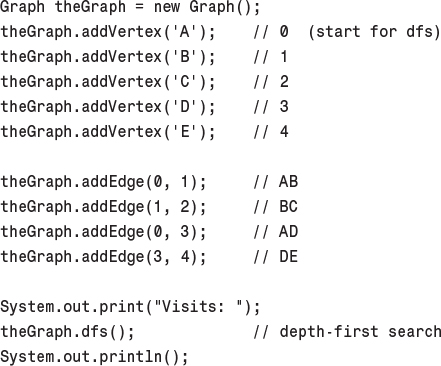 Graph theGraph = new Graph();
theGraph.addVertex('A');    // 0  (start for dfs)
theGraph.addVertex('B');    // 1
theGraph.addVertex('C');    // 2
theGraph.addVertex('D');    // 3
theGraph.addVertex('E');    // 4
theGraph.addEdge(0, 1);     // AB
theGraph.addEdge(1, 2);     // BC
theGraph.addEdge(0, 3);     // AD
theGraph.addEdge(3, 4);     // DE
System.out.print("Visits: ");
theGraph.dfs();             // depth-first search
System.out.println();